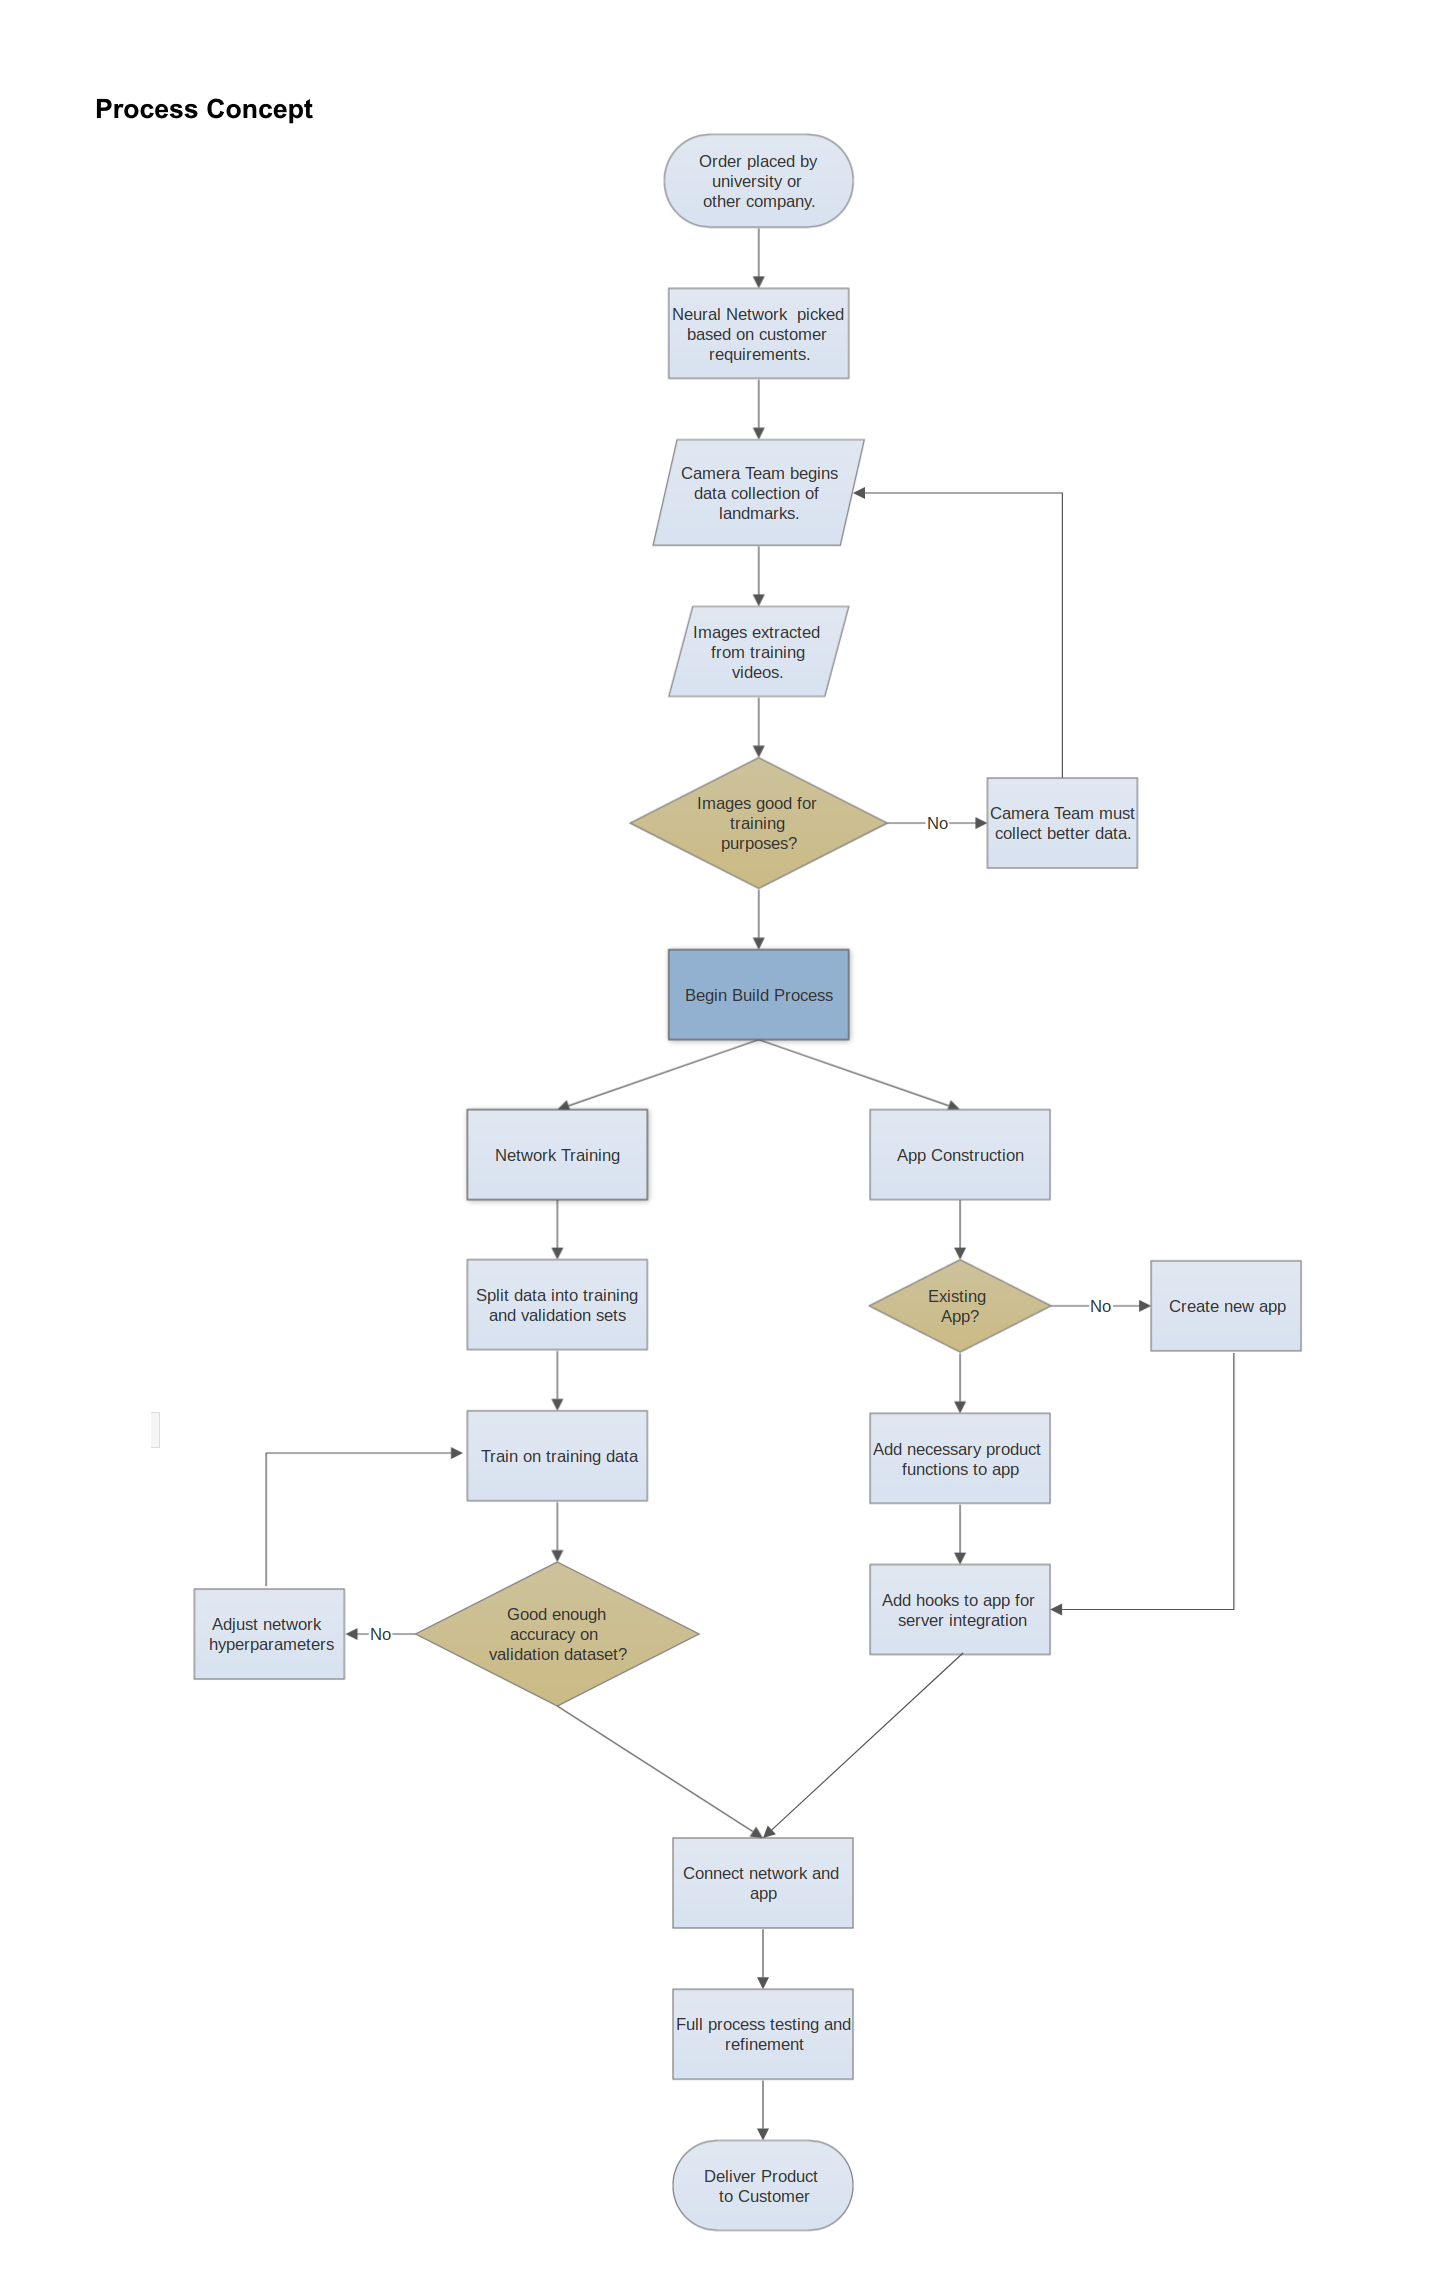 Process Concept
Order placed by
university or
other company.
Neural Network  picked
based on customer
requirements.
Camera Team begins
data collection of
landmarks.
Images extracted
from training
videos.
Images good for
training
purposes?
No
Camera Team must
collect better data.
Begin Build Process
Network Training
App Construction
Split data into training
and validation sets
Existing
App?
No
Create new app
Train on training data
Add necessary product
functions to app
Good enough
accuracy on
validation dataset?
No
Adjust network
hyperparameters
Add hooks to app for
server integration
Connect network and
app
Full process testing and
refinement
Deliver Product
to Customer